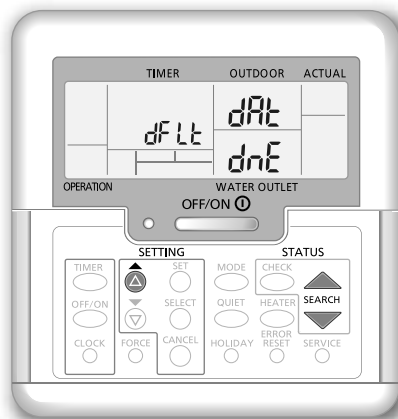 TIMER OUTDOOR ACTUAL
dFLt dAt
dnE
OPERATION WATER OUTLET
OFF/ON
SETTING STATUS
TIMER SET MODE CHECK
OFF/ON SELECT QUIET HEATER SEARCH
CLOCK FORCE CANCEL HOLIDAY ERROR RESET SERVICE